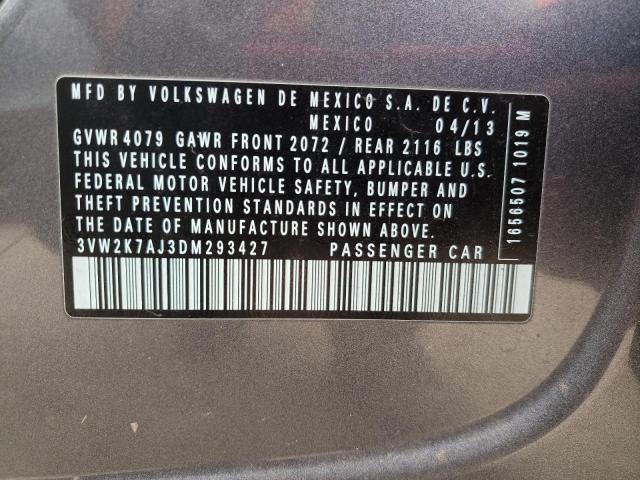 MFD BY VOLKSWAGEN DE MEXICO S.A. DE C.V.
MEXICO 04/13
GVWR 4079 GAWR FRONT 2072 / REAR 2116 LBS
THIS VEHICLE CONFORMS TO ALL APPLICABLE U.S.
FEDERAL MOTOR VEHICLE SAFETY, BUMPER AND
THEFT PREVENTION STANDARDS IN EFFECT ON
THE DATE OF MANUFACTURE SHOWN ABOVE.
3VW2K7AJ3DM293427 PASSENGER CAR
1656507 1019 M